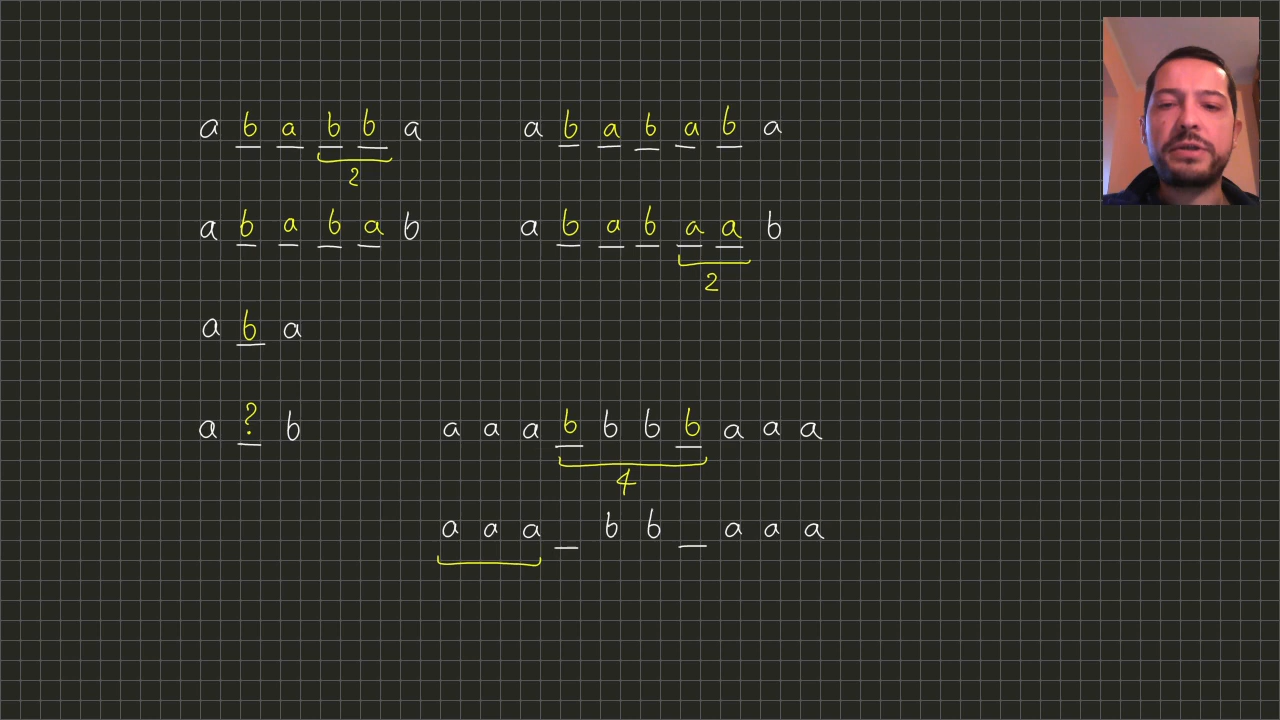 a b a b b a a b a b a b a
2
a b a b a b a b a b a a b
2
a b a
a ? b a a a b b b b a a a
4
a a a _ b b _ a a a